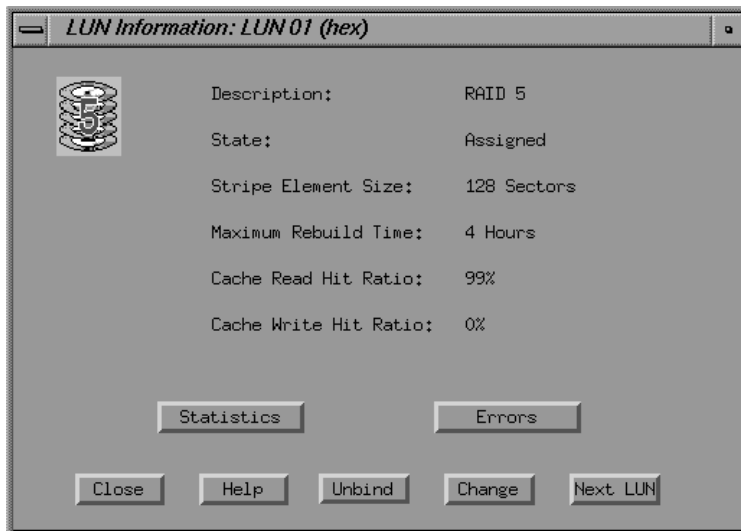 LUN Information: LUN 01 (hex)
5
Description: RAID 5
State: Assigned
Stripe Element Size: 128 Sectors
Maximum Rebuild Time: 4 Hours
Cache Read Hit Ratio: 99%
Cache Write Hit Ratio: 0%
Statistics Errors
Close Help Unbind Change Next LUN